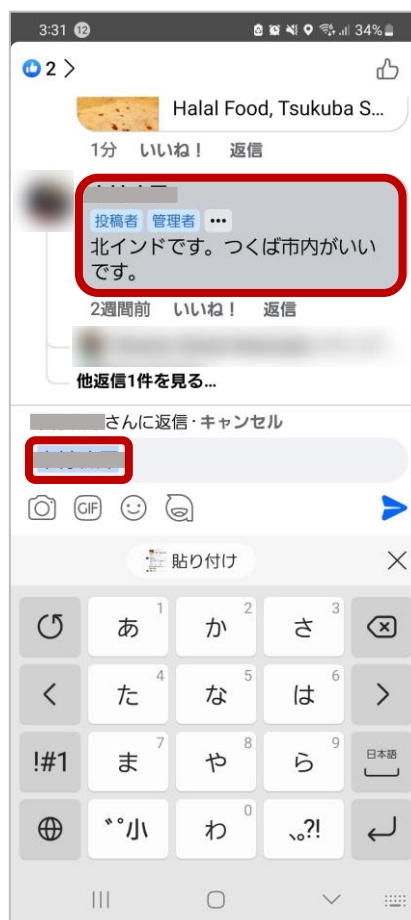 3:31 12 34%
2 >
Halal Food, Tsukuba S...
1分 いいね！ 返信
投稿者 管理者 •••
北インドです。つくば市内がいい
です。
2週間前 いいね！ 返信
他返信1件を見る...
さんに返信・キャンセル
GIF
貼り付け
あ 1 か 2 さ 3
た 4 な 5 は 6
!#1 ま 7 や 8 ら 9 日本語
゛゜小 わ 0 、。?!